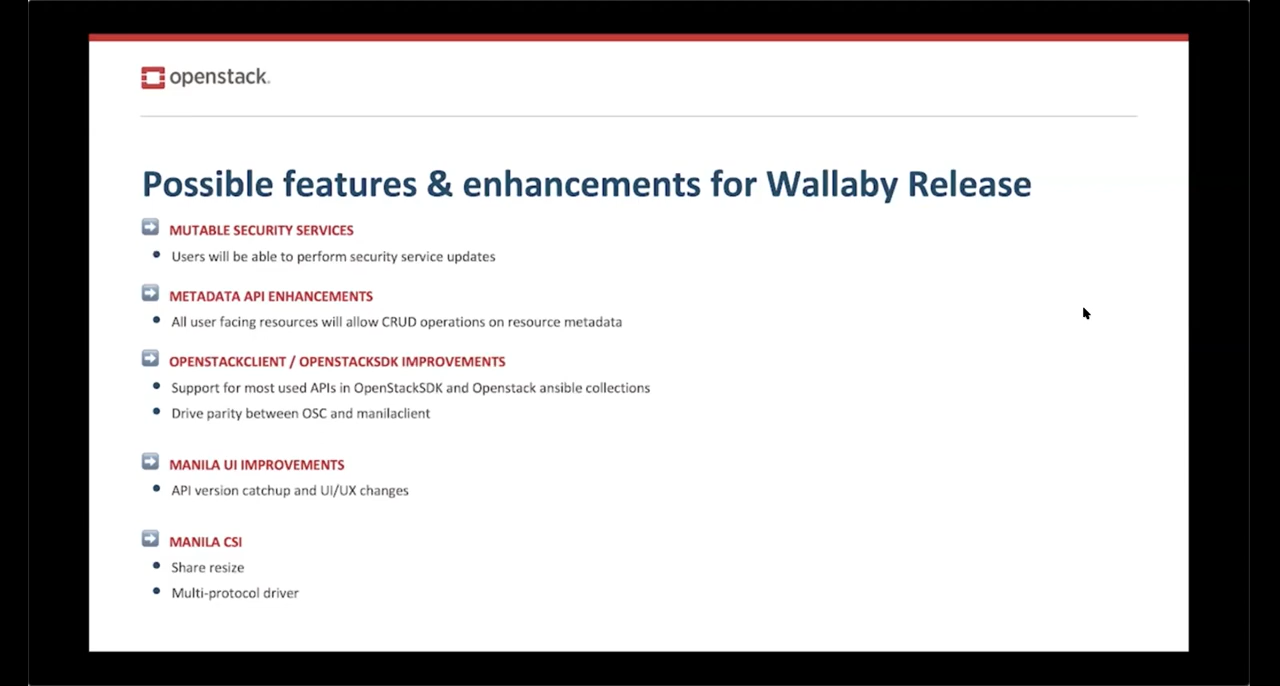 openstack.
Possible features & enhancements for Wallaby Release
MUTABLE SECURITY SERVICES
Users will be able to perform security service updates
METADATA API ENHANCEMENTS
All user facing resources will allow CRUD operations on resource metadata
OPENSTACKCLIENT / OPENSTACKSDK IMPROVEMENTS
Support for most used APIs in OpenStackSDK and Openstack ansible collections
Drive parity between OSC and manilaclient
MANILA UI IMPROVEMENTS
API version catchup and UI/UX changes
MANILA CSI
Share resize
Multi-protocol driver